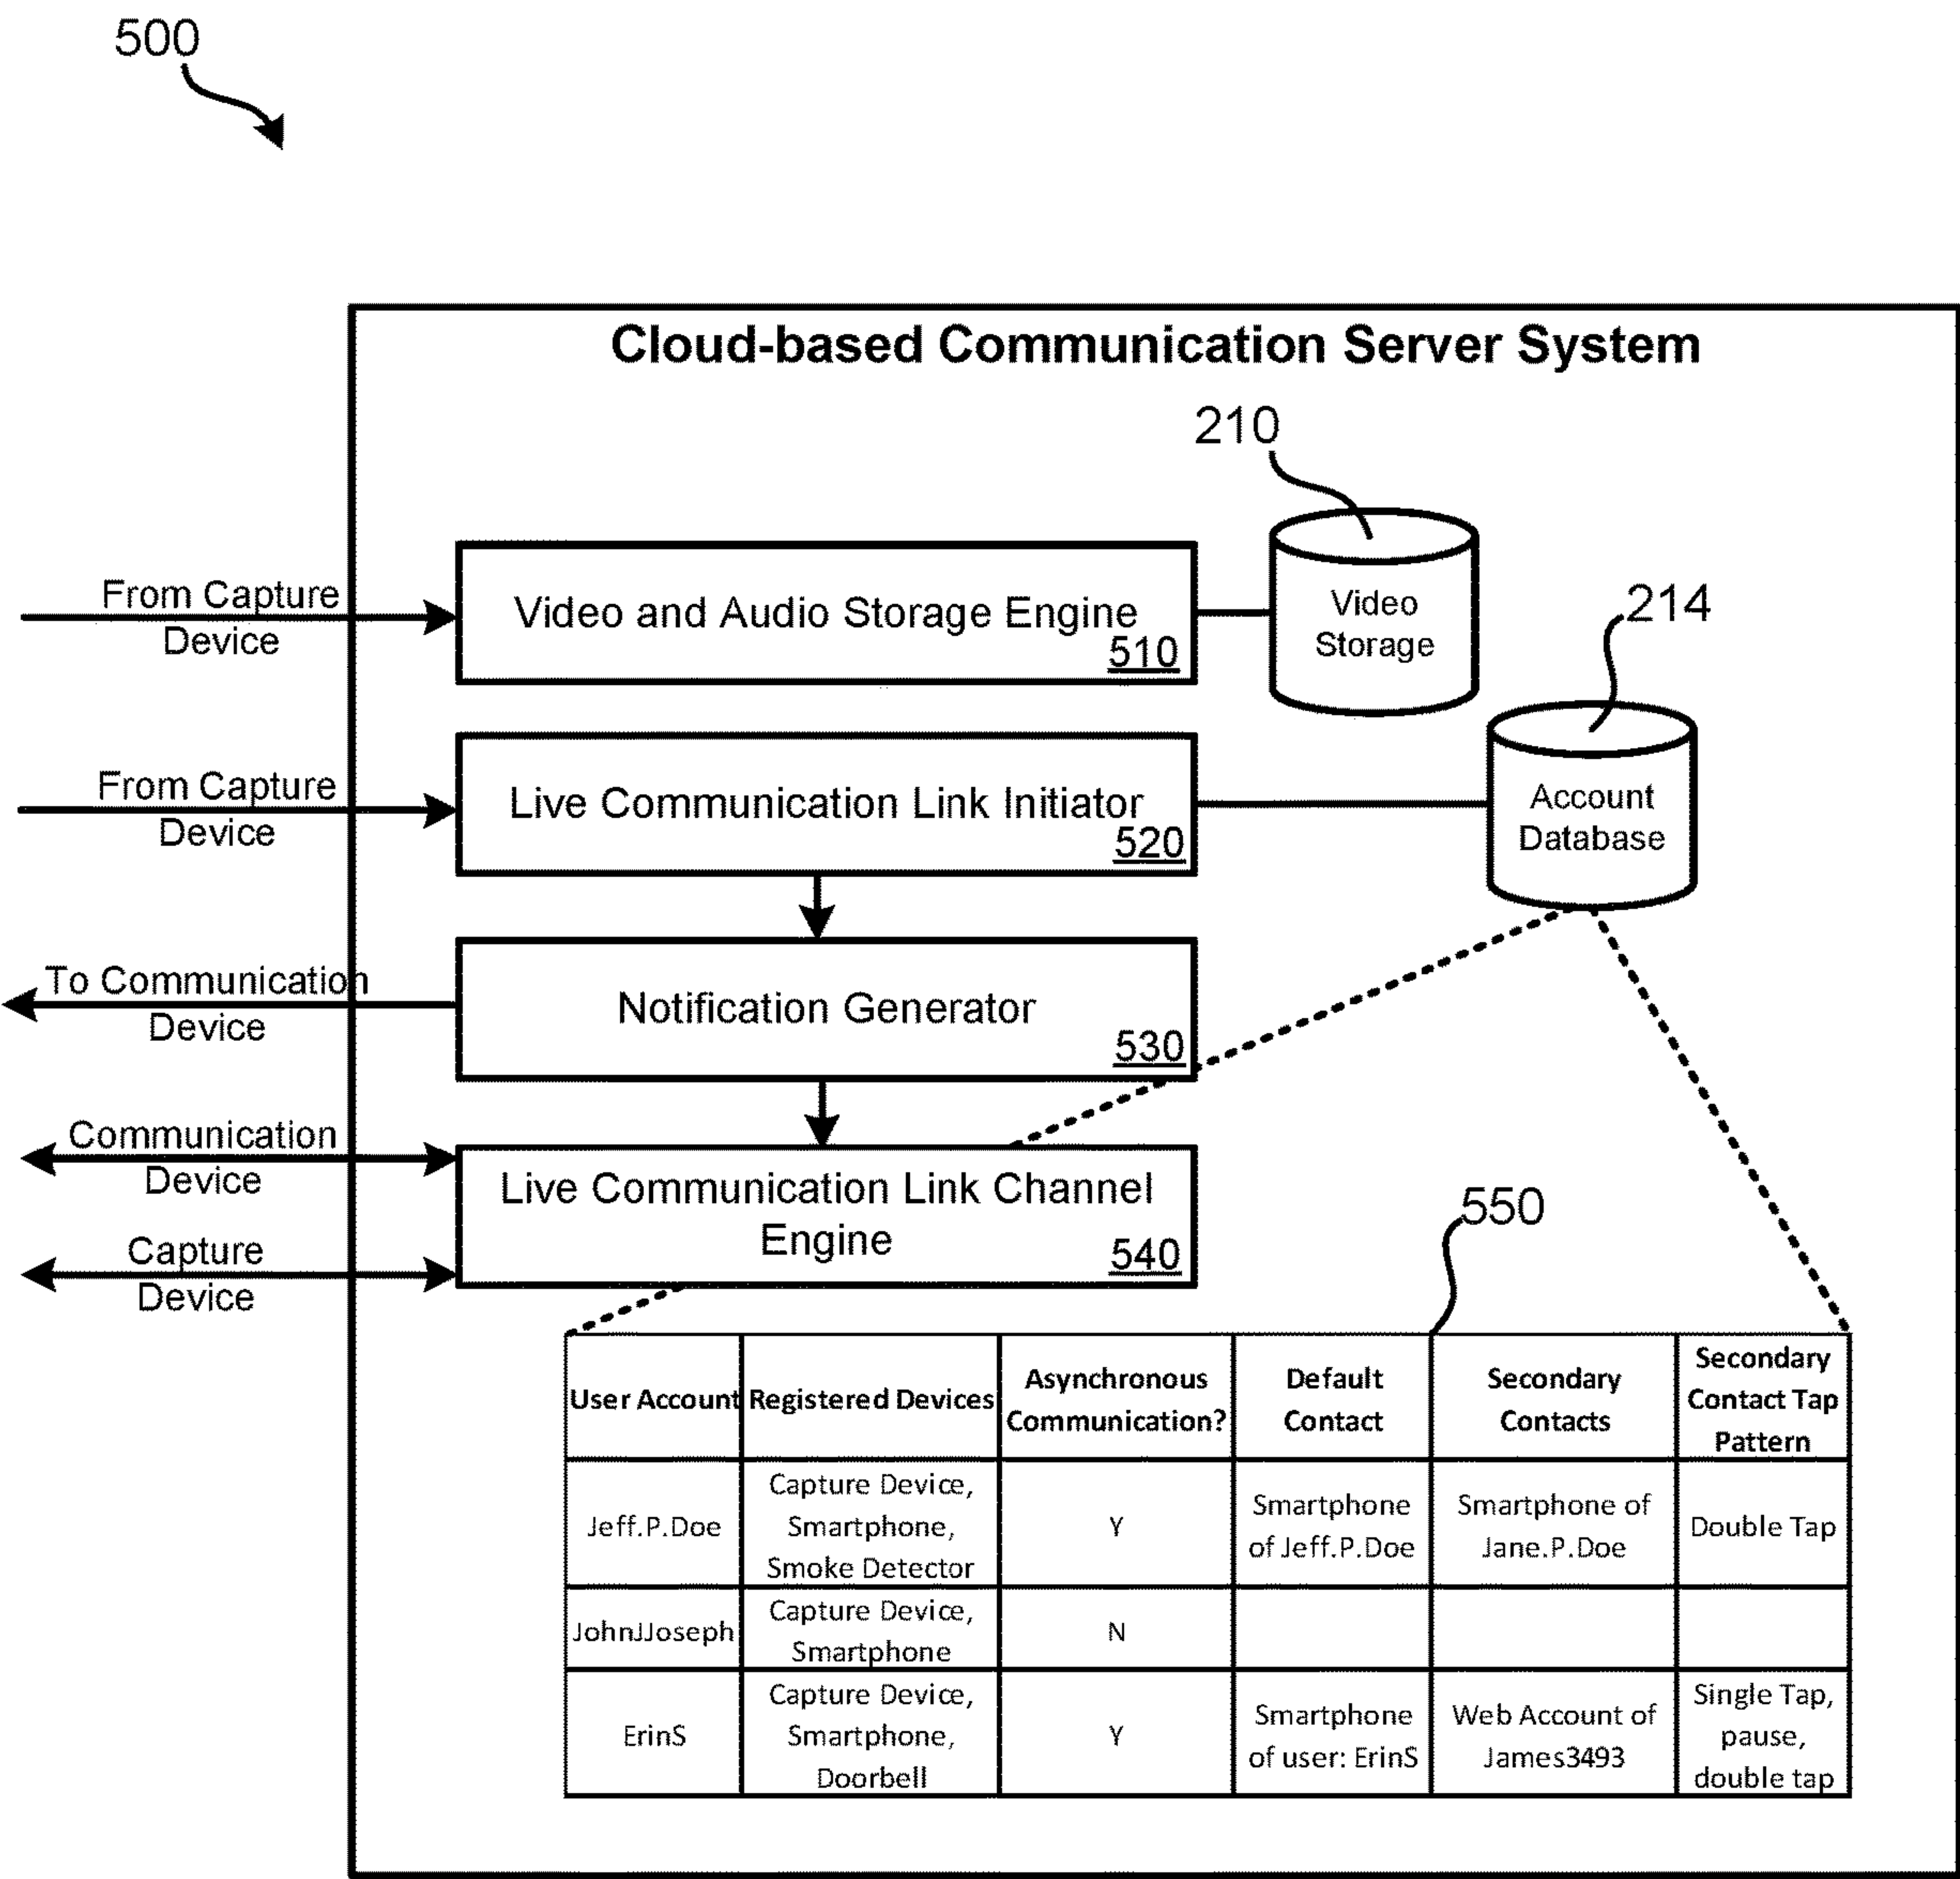 500
Cloud-based Communication Server System
210
From Capture
Device
Video and Audio Storage Engine
510
Video
Storage
214
From Capture
Device
Live Communication Link Initiator
520
Account
Database
To Communication
Device
Notification Generator
530
Communication
Device
Live Communication Link Channel
Engine
540
Capture
Device
550
User Account
Registered Devices
Asynchronous
Communication?
Default
Contact
Secondary
Contacts
Secondary
Contact Tap
Pattern
Jeff.P.Doe
Capture Device,
Smartphone,
Smoke Detector
Y
Smartphone
of Jeff.P.Doe
Smartphone of
Jane.P.Doe
Double Tap
JohnJJoseph
Capture Device,
Smartphone
N
ErinS
Capture Device,
Smartphone,
Doorbell
Y
Smartphone
of user: ErinS
Web Account of
James3493
Single Tap,
pause,
double tap